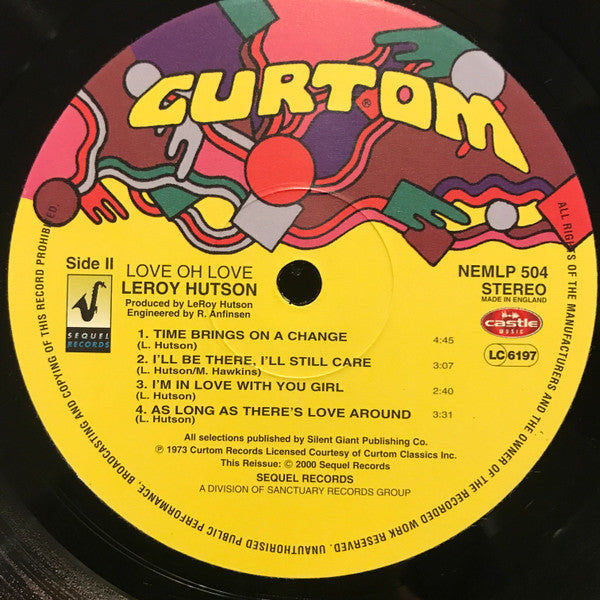 CURTOM
®
Side II
LOVE OH LOVE
LEROY HUTSON
Produced by LeRoy Hutson
Engineered by R. Anfinsen
NEMLP 504
STEREO
MADE IN ENGLAND
SEQUEL
RECORDS
castle
MUSIC
LC 6197
1. TIME BRINGS ON A CHANGE 4:45
(L. Hutson)
2. I'LL BE THERE, I'LL STILL CARE 3:07
(L. Hutson/M. Hawkins)
3. I'M IN LOVE WITH YOU GIRL 2:40
(L. Hutson)
4. AS LONG AS THERE'S LOVE AROUND 3:31
(L. Hutson)
All selections published by Silent Giant Publishing Co.
℗ 1973 Curtom Records Licensed Courtesy of Curtom Classics Inc.
This Reissue: © 2000 Sequel Records
SEQUEL RECORDS
A DIVISION OF SANCTUARY RECORDS GROUP
ALL RIGHTS OF THE MANUFACTURERS AND THE OWNER OF THE RECORDED WORK RESERVED. UNAUTHORISED PUBLIC PERFORMANCE, BROADCASTING AND COPYING OF THIS RECORD PROHIBITED.